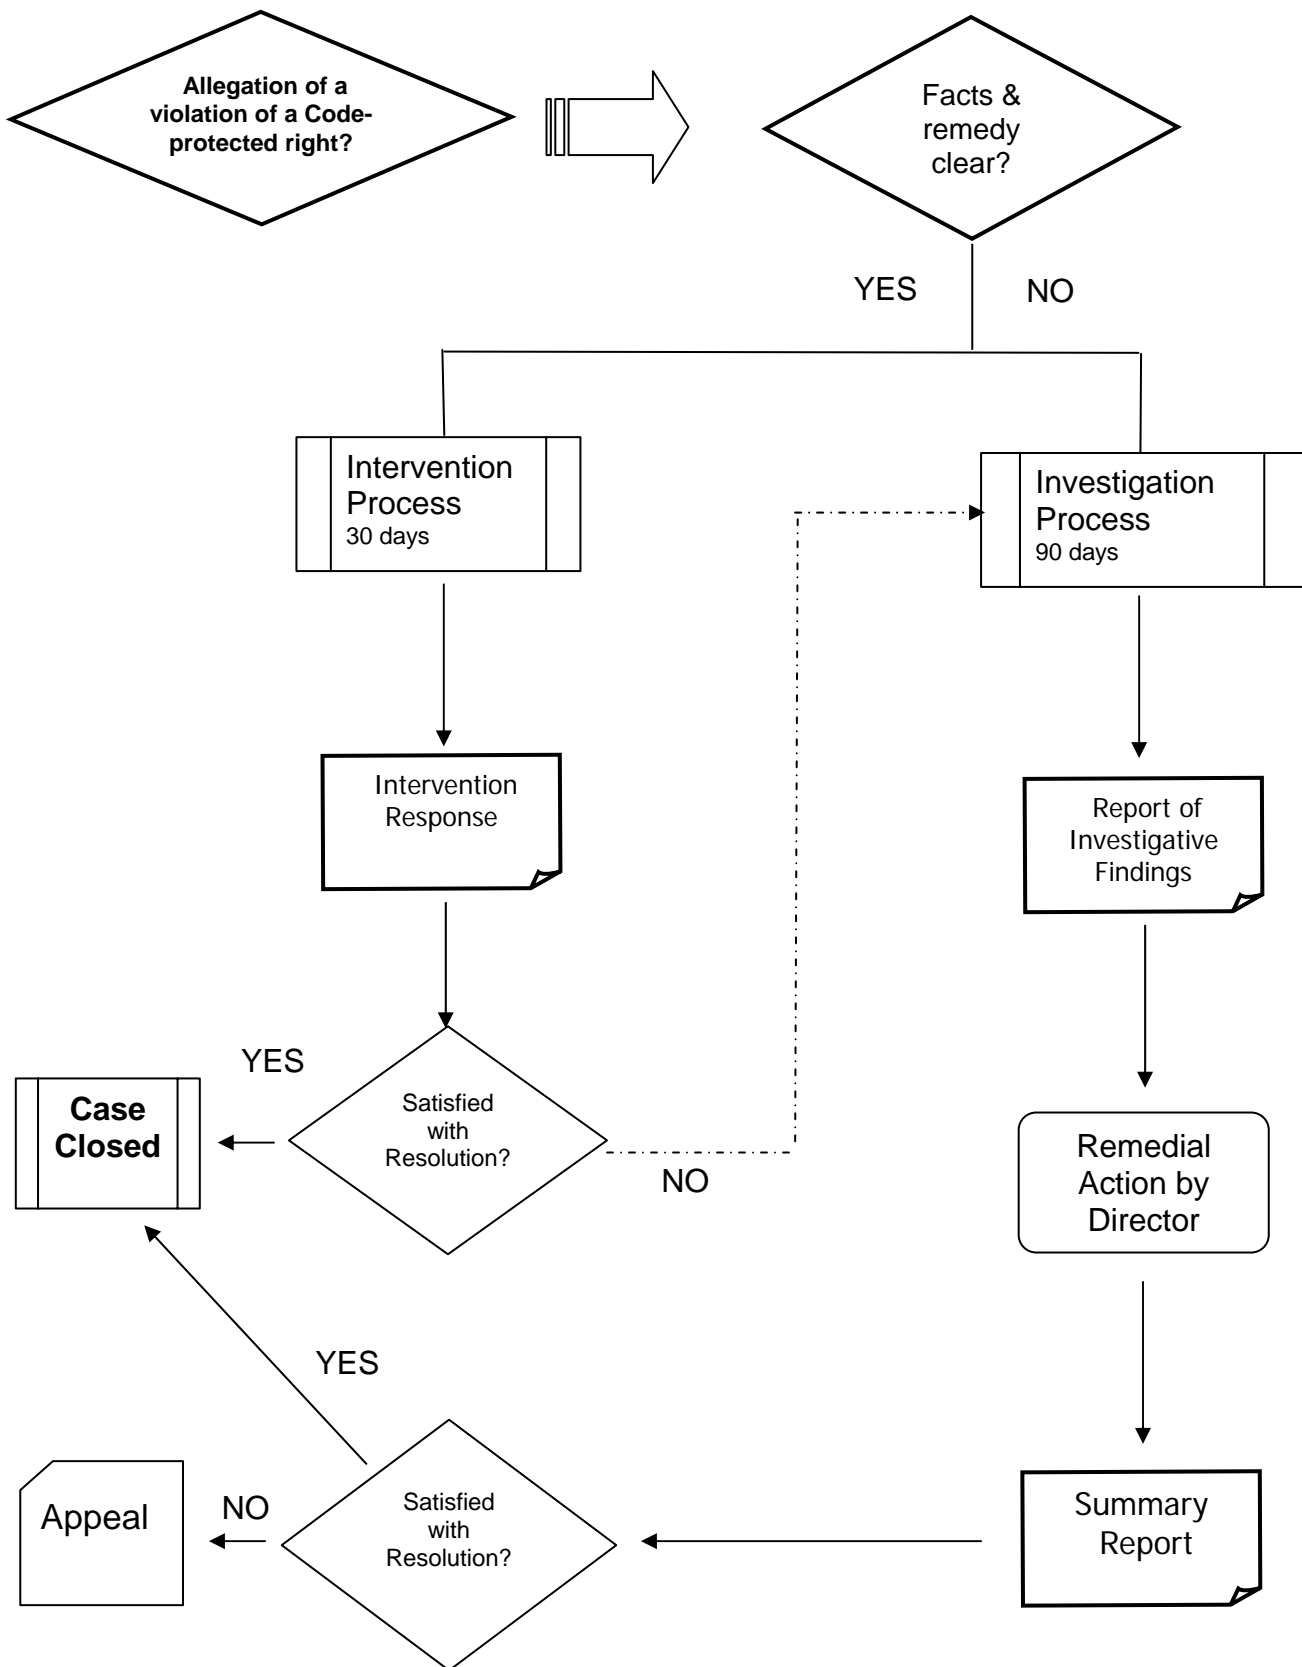 Allegation of a
violation of a Code-
protected right?
Facts &
remedy
clear?
YES
NO
Intervention
Process
30 days
Investigation
Process
90 days
Intervention
Response
Report of
Investigative
Findings
YES
Case
Closed
Satisfied
with
Resolution?
NO
Remedial
Action by
Director
YES
Appeal
NO
Satisfied
with
Resolution?
Summary
Report